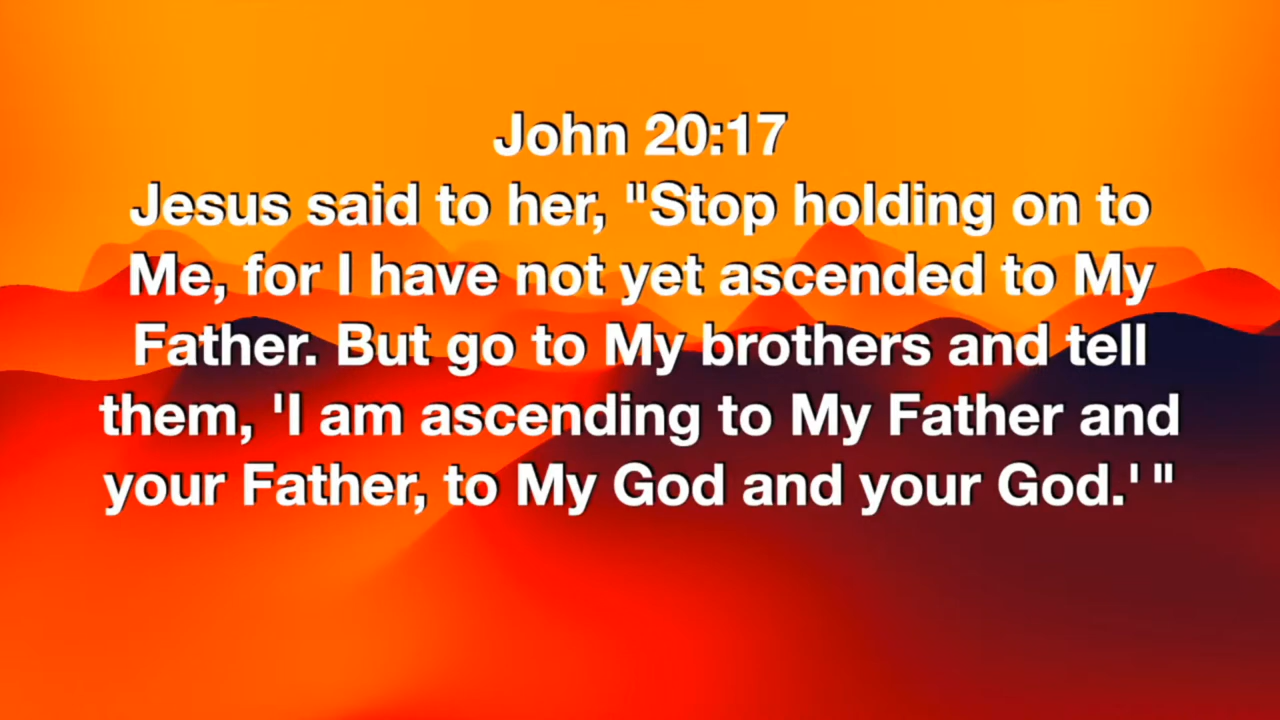 John 20:17
Jesus said to her, "Stop holding on to
Me, for I have not yet ascended to My
Father. But go to My brothers and tell
them, 'I am ascending to My Father and
your Father, to My God and your God.' "